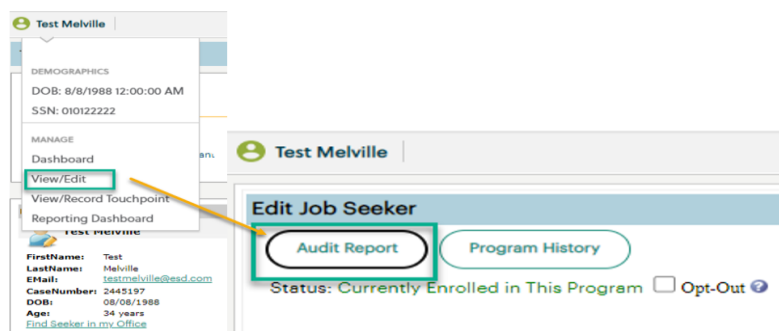 Test Melville
DEMOGRAPHICS
DOB: 8/8/1988 12:00:00 AM
SSN: 010122222
MANAGE
Dashboard
View/Edit
View/Record Touchpoint
Reporting Dashboard
Test Melville
FirstName: Test
LastName: Melville
EMail: testmelville@esd.com
CaseNumber: 2445197
DOB: 08/08/1988
Age: 34 years
Find Seeker in my Office
Test Melville
Edit Job Seeker
Audit Report Program History
Status: Currently Enrolled in This Program Opt-Out ?